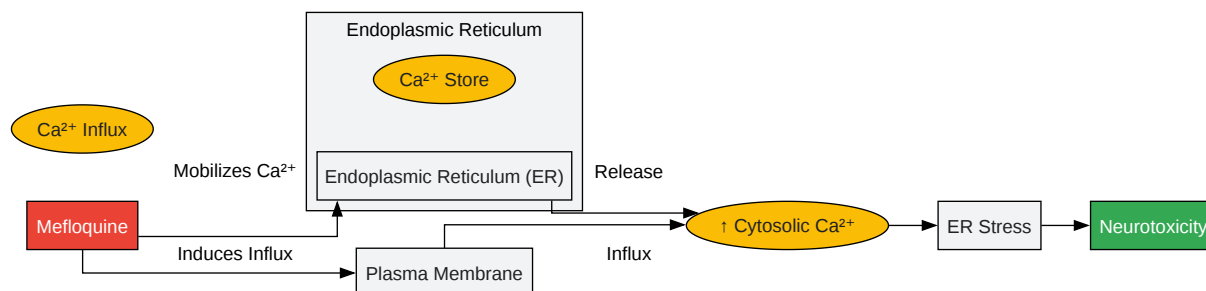 Endoplasmic Reticulum
Ca²⁺ Store
Ca²⁺ Influx
Mobilizes Ca²⁺
Endoplasmic Reticulum (ER)
Release
Mefloquine
↑ Cytosolic Ca²⁺
ER Stress
Neurotoxicity
Induces Influx
Plasma Membrane
Influx